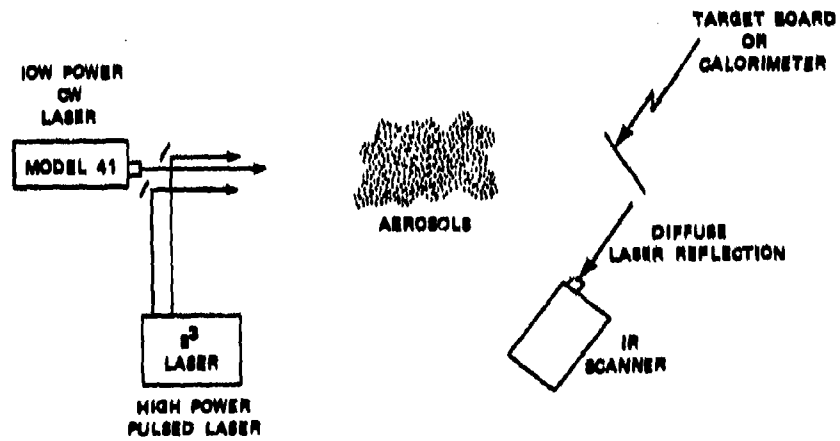 LOW POWER
CW
LASER
MODEL 41
E³
LASER
HIGH POWER
PULSED LASER
AEROSOLS
TARGET BOARD
OR
CALORIMETER
DIFFUSE
LASER REFLECTION
IR
SCANNER